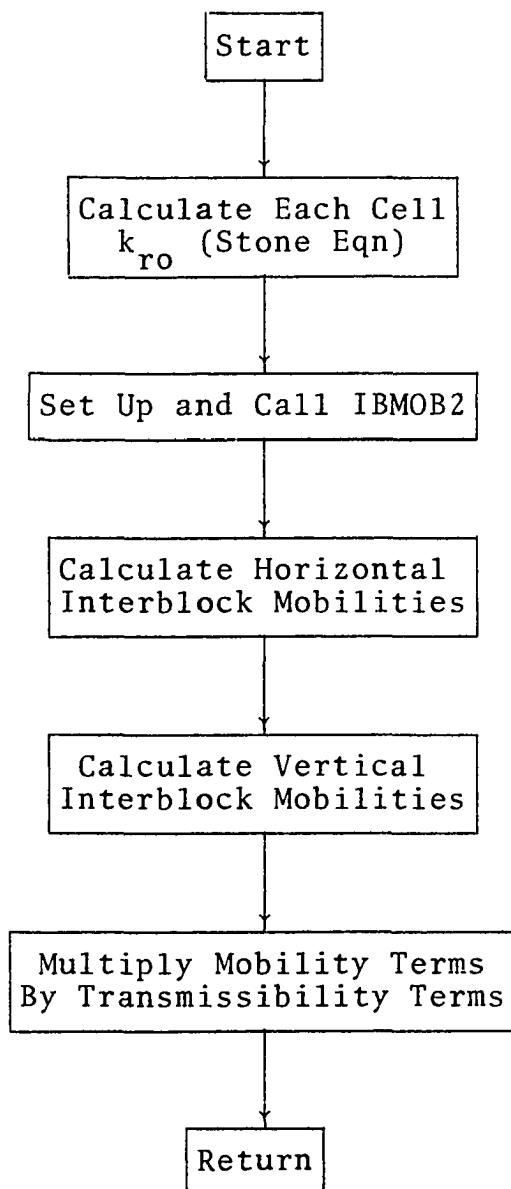 Start
Calculate Each Cell
k_ro (Stone Eqn)
Set Up and Call IBMOB2
Calculate Horizontal
Interblock Mobilities
Calculate Vertical
Interblock Mobilities
Multiply Mobility Terms
By Transmissibility Terms
Return